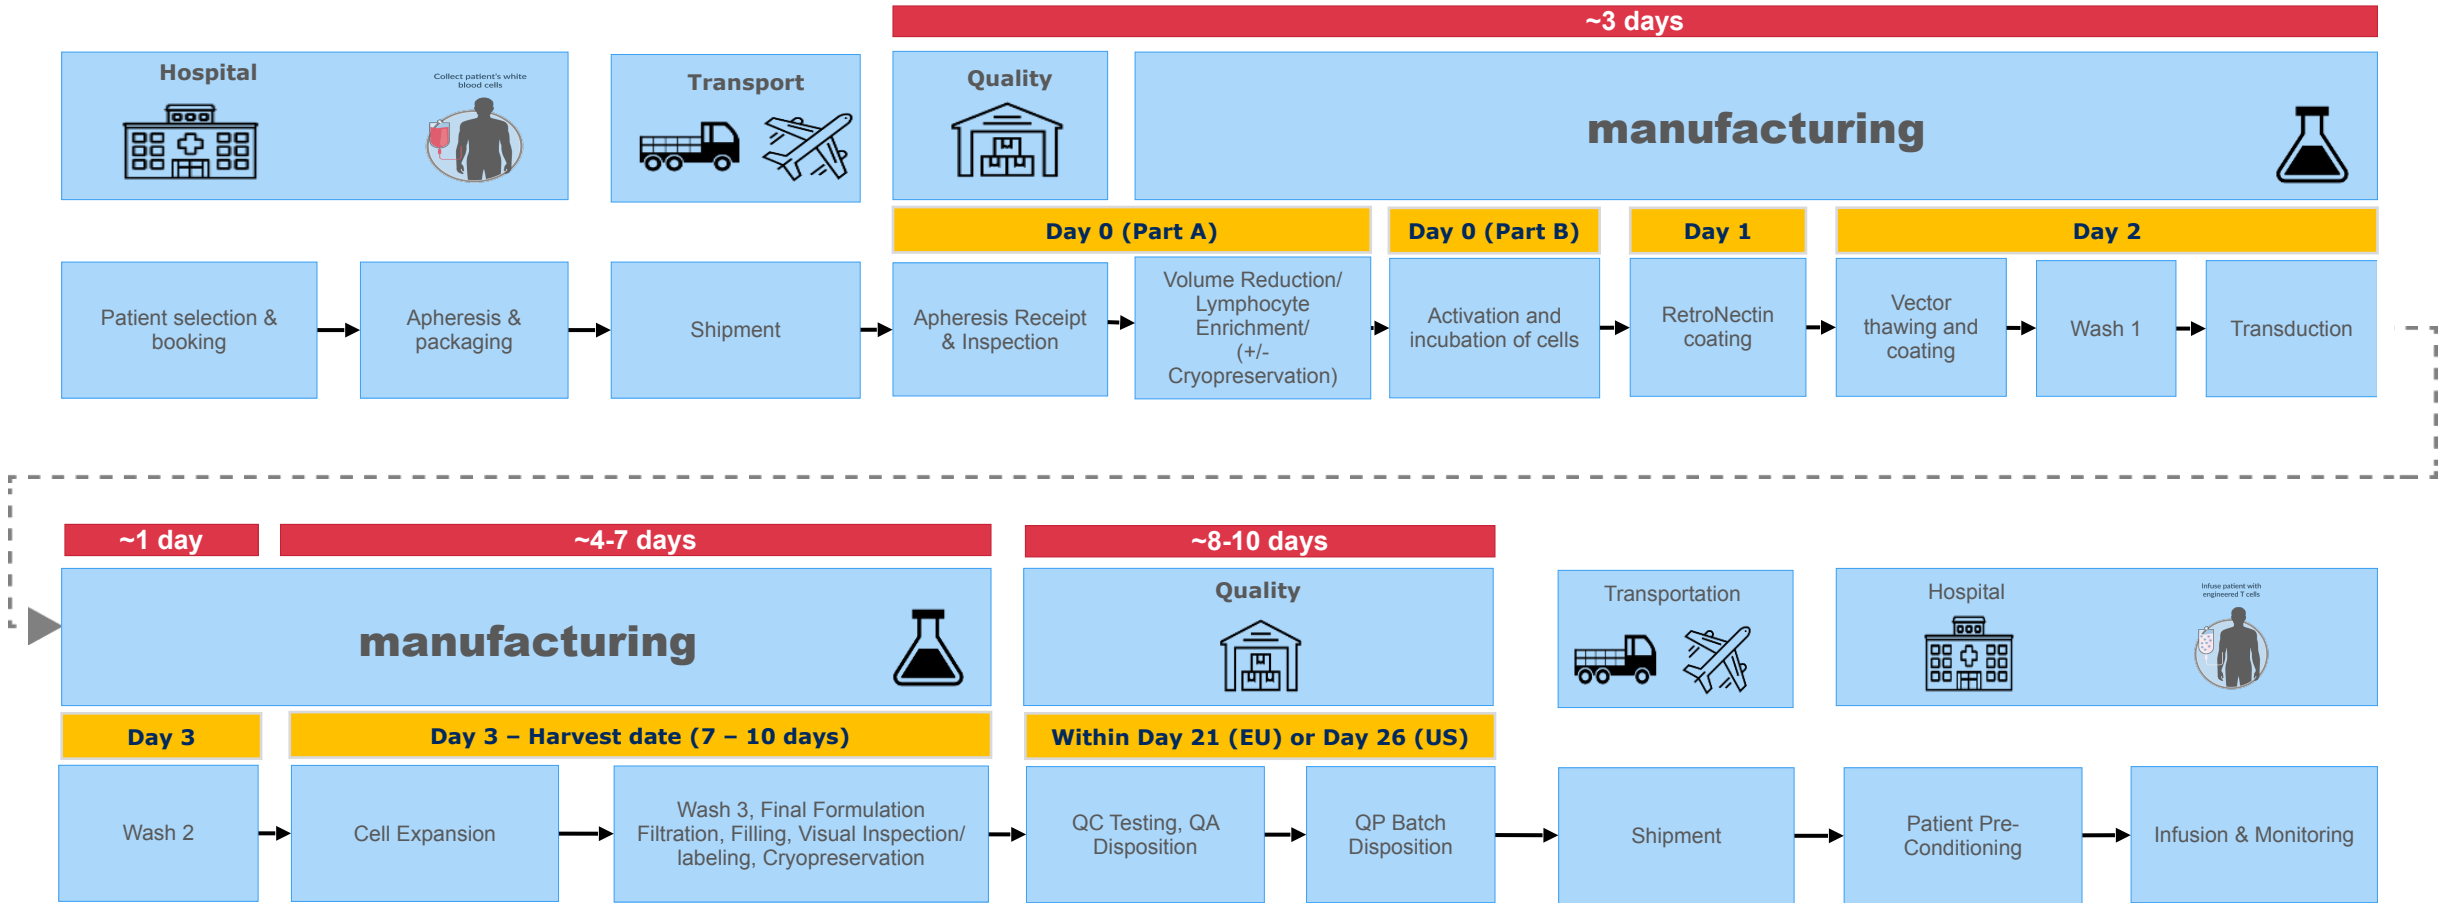 ~3 days
Hospital
Collect patient's white
blood cells
Transport
Quality
manufacturing
Day 0 (Part A)
Day 0 (Part B)
Day 1
Day 2
Patient selection &
booking
Apheresis &
packaging
Shipment
Apheresis Receipt
& Inspection
Volume Reduction/
Lymphocyte
Enrichment/
(+/-
Cryopreservation)
Activation and
incubation of cells
RetroNectin
coating
Vector
thawing and
coating
Wash 1
Transduction
~1 day
~4-7 days
~8-10 days
manufacturing
Quality
Transportation
Hospital
Infuse patient with
engineered T cells
Day 3
Day 3 – Harvest date (7 – 10 days)
Within Day 21 (EU) or Day 26 (US)
Wash 2
Cell Expansion
Wash 3, Final Formulation
Filtration, Filling, Visual Inspection/
labeling, Cryopreservation
QC Testing, QA
Disposition
QP Batch
Disposition
Shipment
Patient Pre-
Conditioning
Infusion & Monitoring